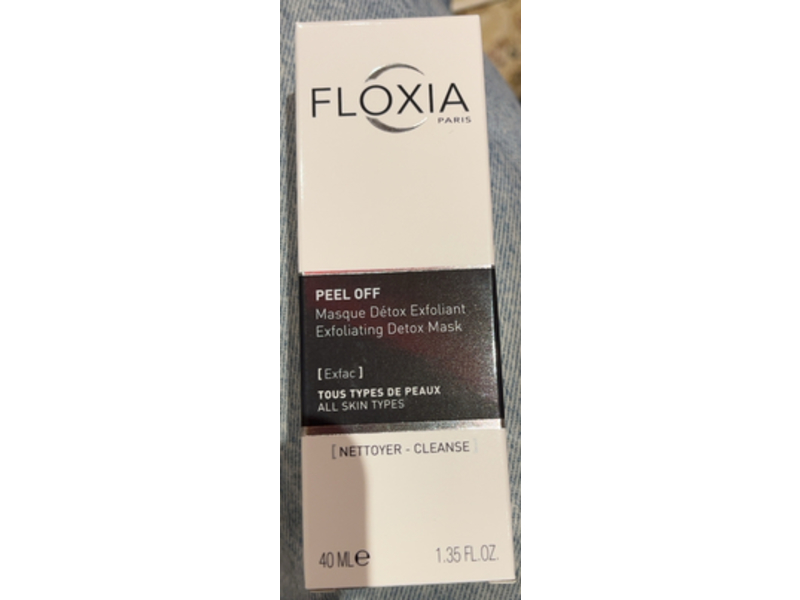 FLOXIA
PARIS
PEEL OFF
Masque Détox Exfoliant
Exfoliating Detox Mask
[Exfac]
TOUS TYPES DE PEAUX
ALL SKIN TYPES
[NETTOYER - CLEANSE]
40 ML℮ 1.35 FL.OZ.